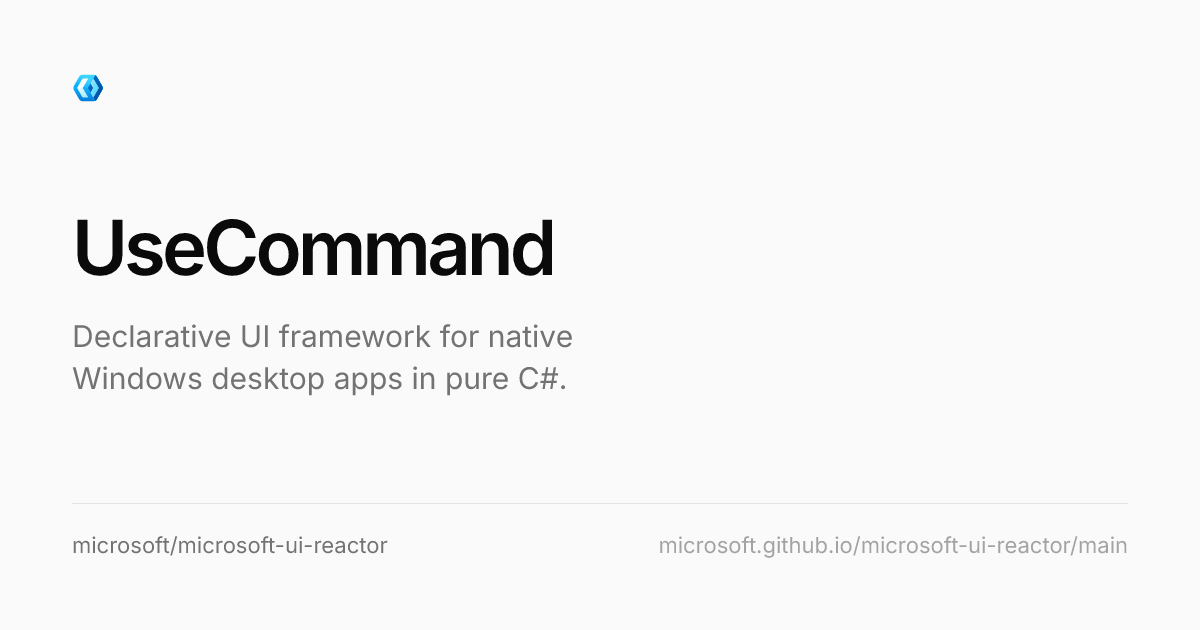 UseCommand
Declarative UI framework for native
Windows desktop apps in pure C#.
microsoft/microsoft-ui-reactor
microsoft.github.io/microsoft-ui-reactor/main